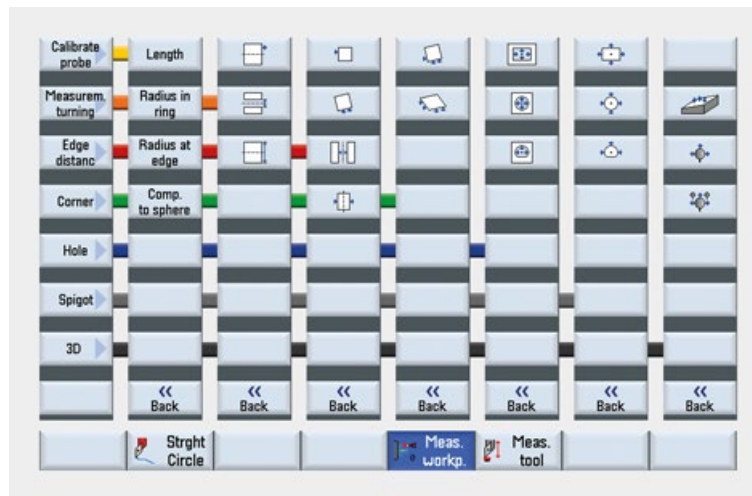 Calibrate
probe
Length
Measurem.
turning
Radius in
ring
Edge
distanc
Radius at
edge
Corner
Comp.
to sphere
Hole
Spigot
3D
<<
Back
<<
Back
<<
Back
<<
Back
<<
Back
<<
Back
<<
Back
Strght
Circle
Meas.
workp.
Meas.
tool